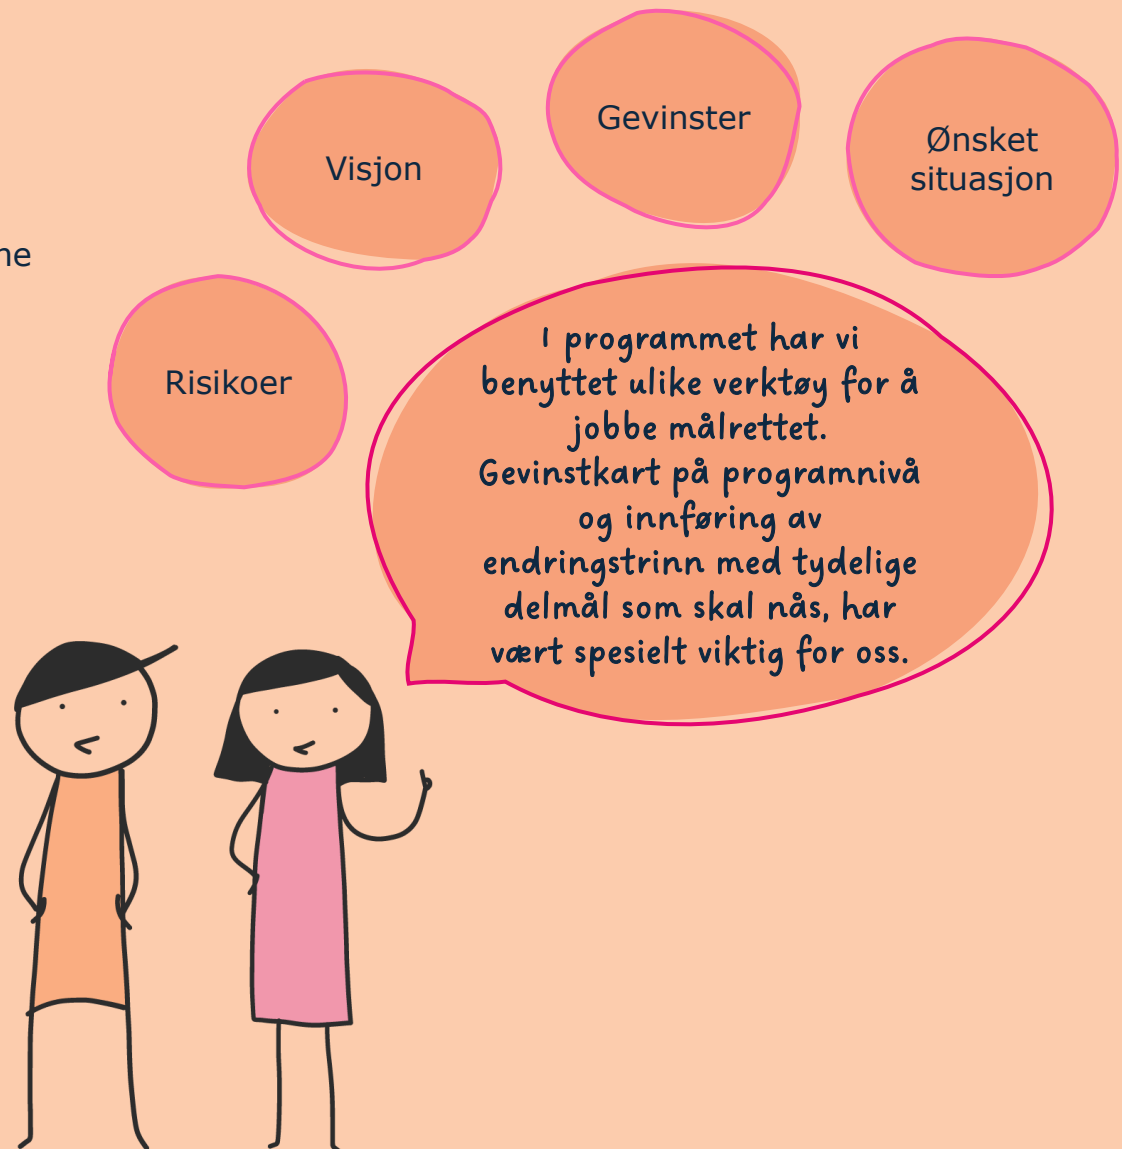 Gevinster
Visjon
Ønsket
situasjon
ne
Risikoer
I programmet har vi
benyttet ulike verktøy for å
jobbe målrettet.
Gevinstkart på programnivå
og innføring av
endringstrinn med tydelige
delmål som skal nås, har
vært spesielt viktig for oss.